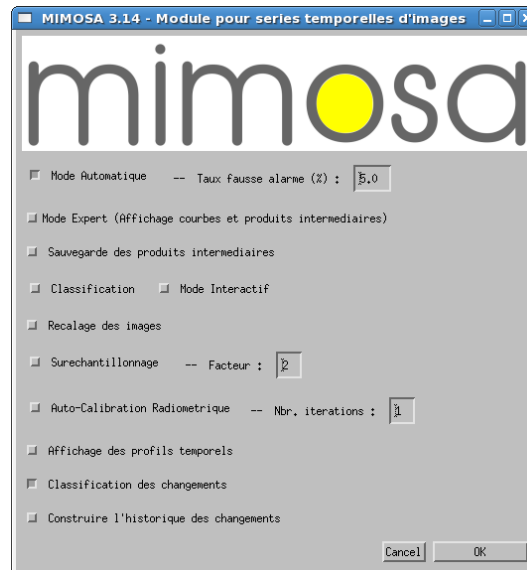 MIMOSA 3.14 - Module pour series temporelles d'images
mimosa
Mode Automatique -- Taux fausse alarme (%) : 5.0
Mode Expert (Affichage courbes et produits intermediaires)
Sauvegarde des produits intermediaires
Classification Mode Interactif
Recalage des images
Surechantillonnage -- Facteur : 2
Auto-Calibration Radiometrique -- Nbr. iterations : 1
Affichage des profils temporels
Classification des changements
Construire l'historique des changements
Cancel OK